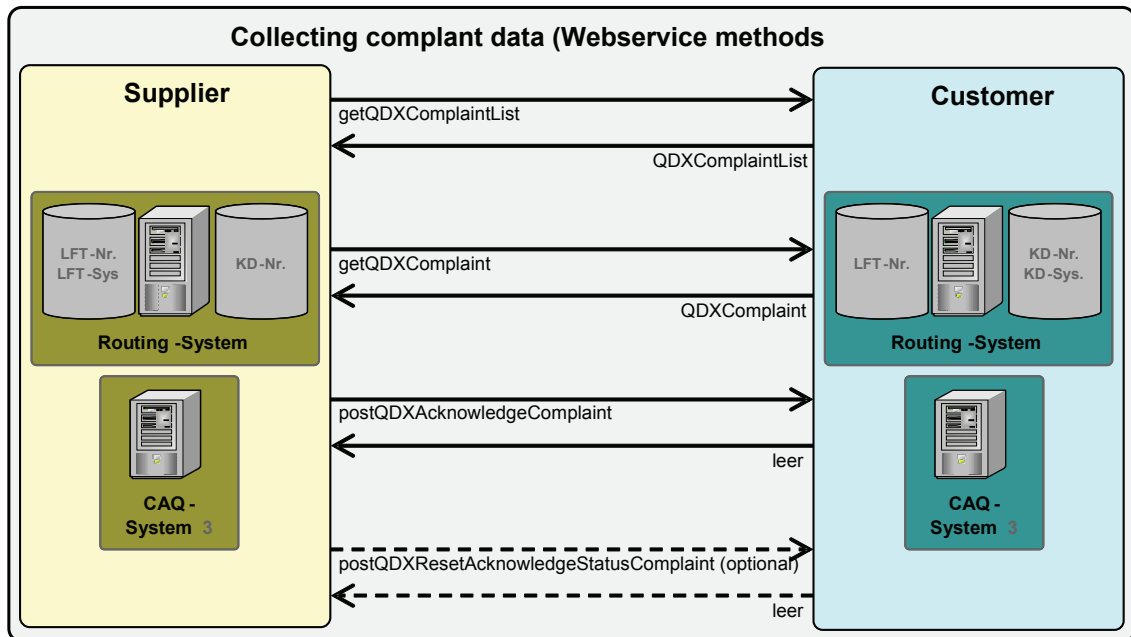 Collecting complant data (Webservice methods
Supplier
Customer
getQDXComplaintList
QDXComplaintList
LFT-Nr.
LFT-Sys
KD-Nr.
Routing -System
getQDXComplaint
QDXComplaint
LFT-Nr.
KD-Nr.
KD-Sys.
Routing -System
postQDXAcknowledgeComplaint
leer
CAQ -
System 3
CAQ -
System 3
postQDXResetAcknowledgeStatusComplaint (optional)
leer